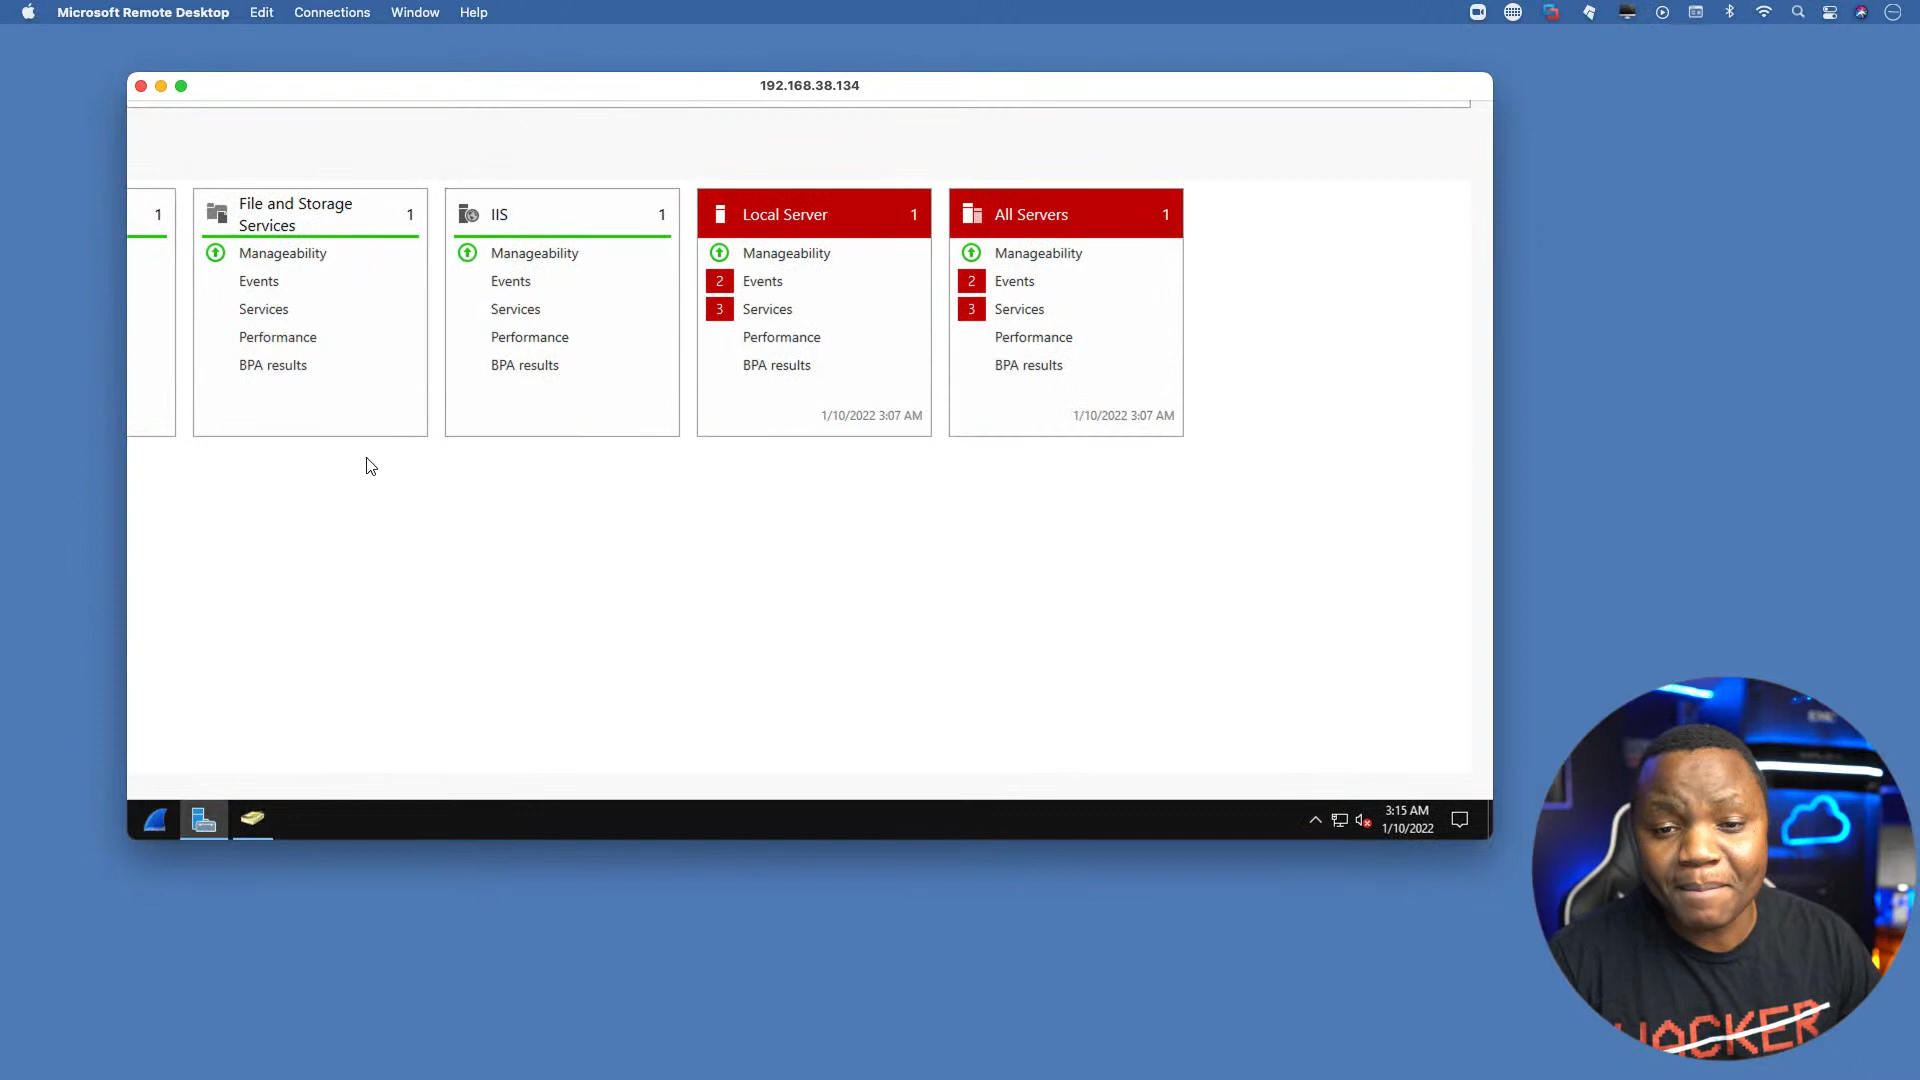 Microsoft Remote Desktop Edit Connections Window Help
192.168.38.134
1
File and Storage Services 1
Manageability
Events
Services
Performance
BPA results
IIS 1
Manageability
Events
Services
Performance
BPA results
Local Server 1
Manageability
2 Events
3 Services
Performance
BPA results
1/10/2022 3:07 AM
All Servers 1
Manageability
2 Events
3 Services
Performance
BPA results
1/10/2022 3:07 AM
3:15 AM
1/10/2022
HACKER